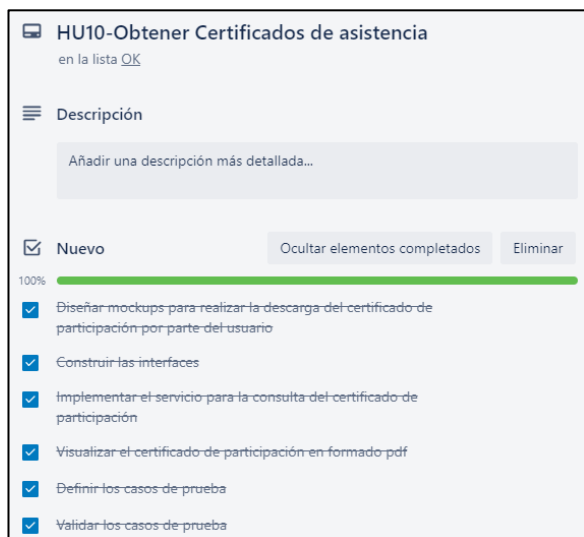 HU10-Obtener Certificados de asistencia
en la lista OK
Descripción
Añadir una descripción más detallada...
Nuevo Ocultar elementos completados Eliminar
100%
Diseñar mockups para realizar la descarga del certificado de
participación por parte del usuario
Construir las interfaces
Implementar el servicio para la consulta del certificado de
participación
Visualizar el certificado de participación en formado pdf
Definir los casos de prueba
Validar los casos de prueba